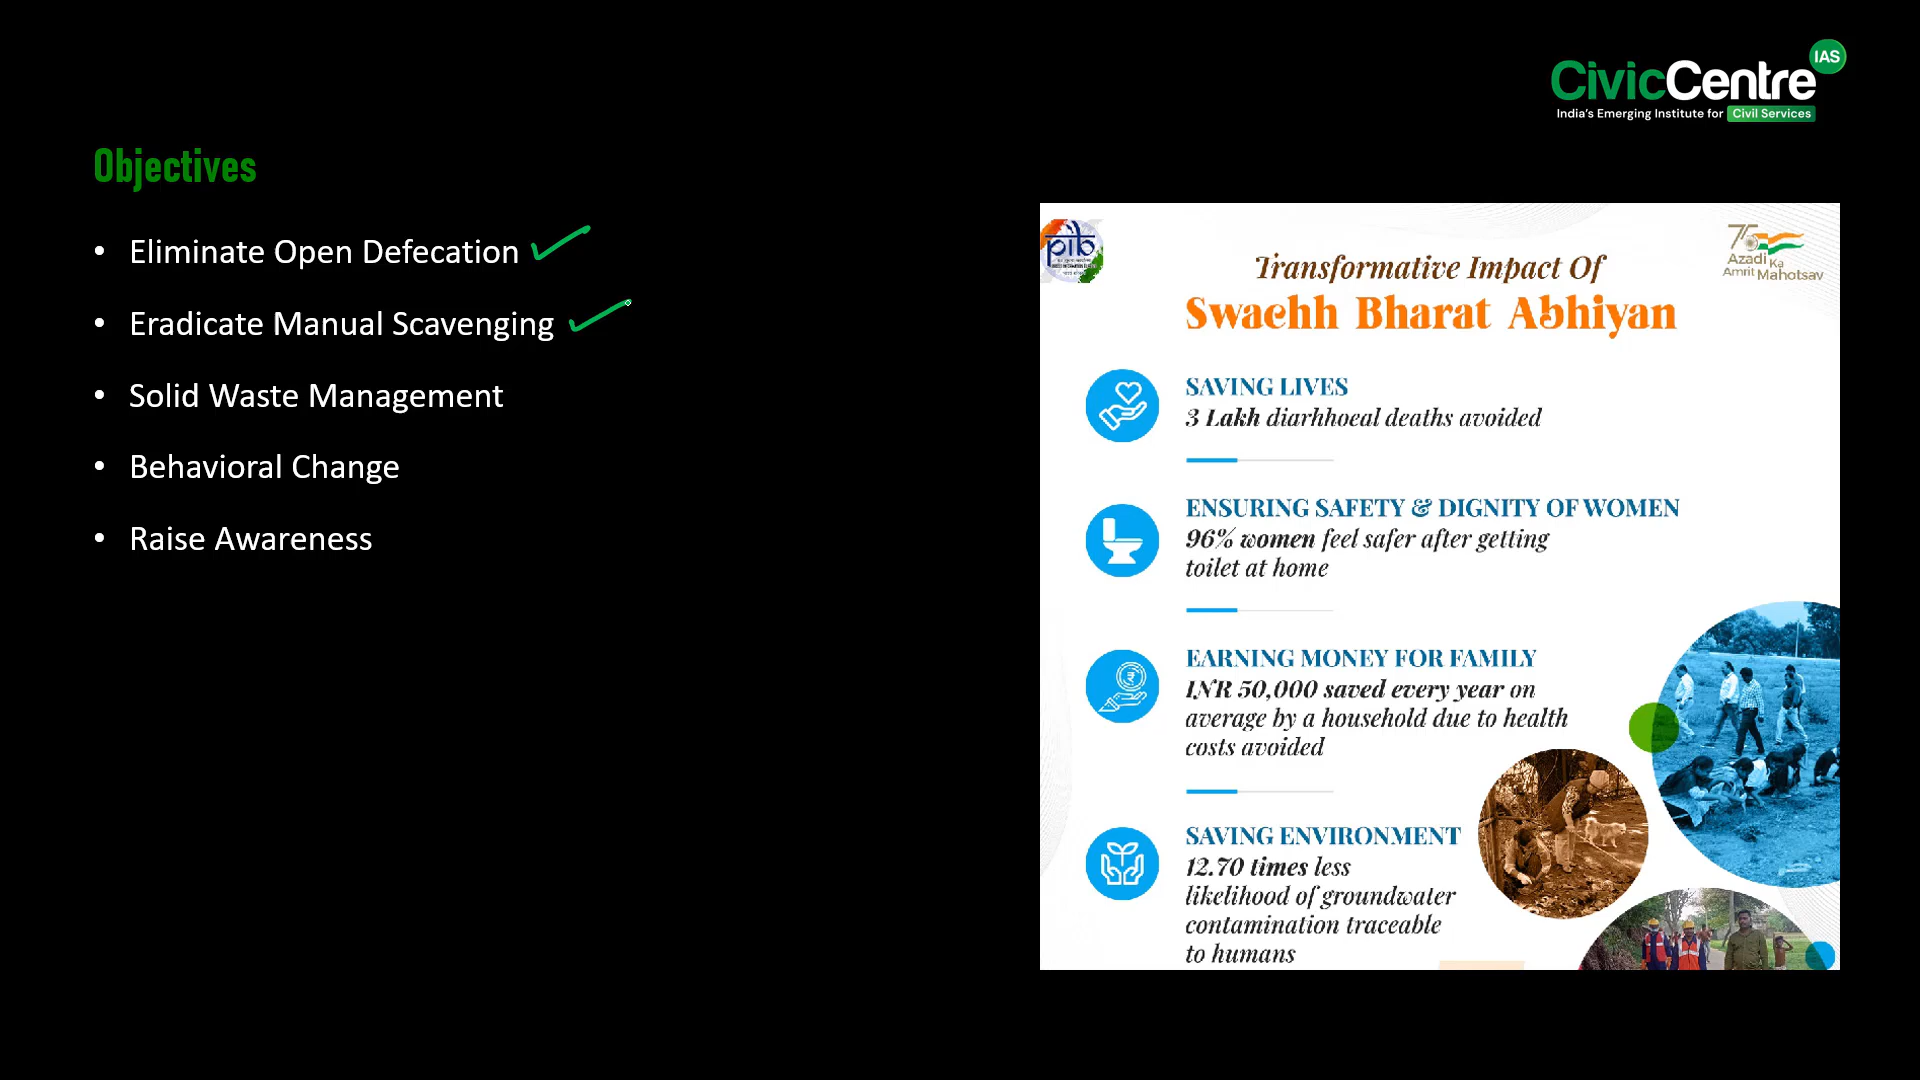 CivicCentre IAS
India's Emerging Institute for Civil Services
Objectives
• Eliminate Open Defecation
• Eradicate Manual Scavenging
• Solid Waste Management
• Behavioral Change
• Raise Awareness
pib
75
Azadi Ka
Amrit Mahotsav
Transformative Impact Of
Swachh Bharat Abhiyan
SAVING LIVES
3 Lakh diarhhoeal deaths avoided
ENSURING SAFETY & DIGNITY OF WOMEN
96% women feel safer after getting
toilet at home
EARNING MONEY FOR FAMILY
INR 50,000 saved every year on
average by a household due to health
costs avoided
SAVING ENVIRONMENT
12.70 times less
likelihood of groundwater
contamination traceable
to humans